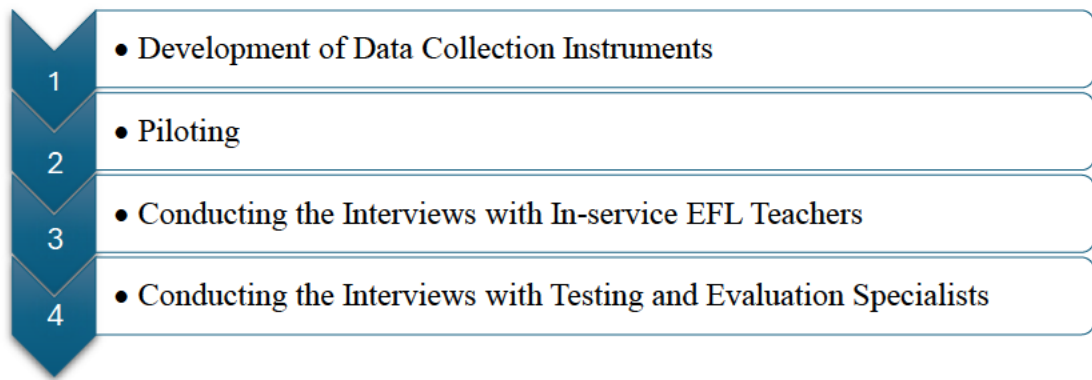 1 • Development of Data Collection Instruments
2 • Piloting
3 • Conducting the Interviews with In-service EFL Teachers
4 • Conducting the Interviews with Testing and Evaluation Specialists